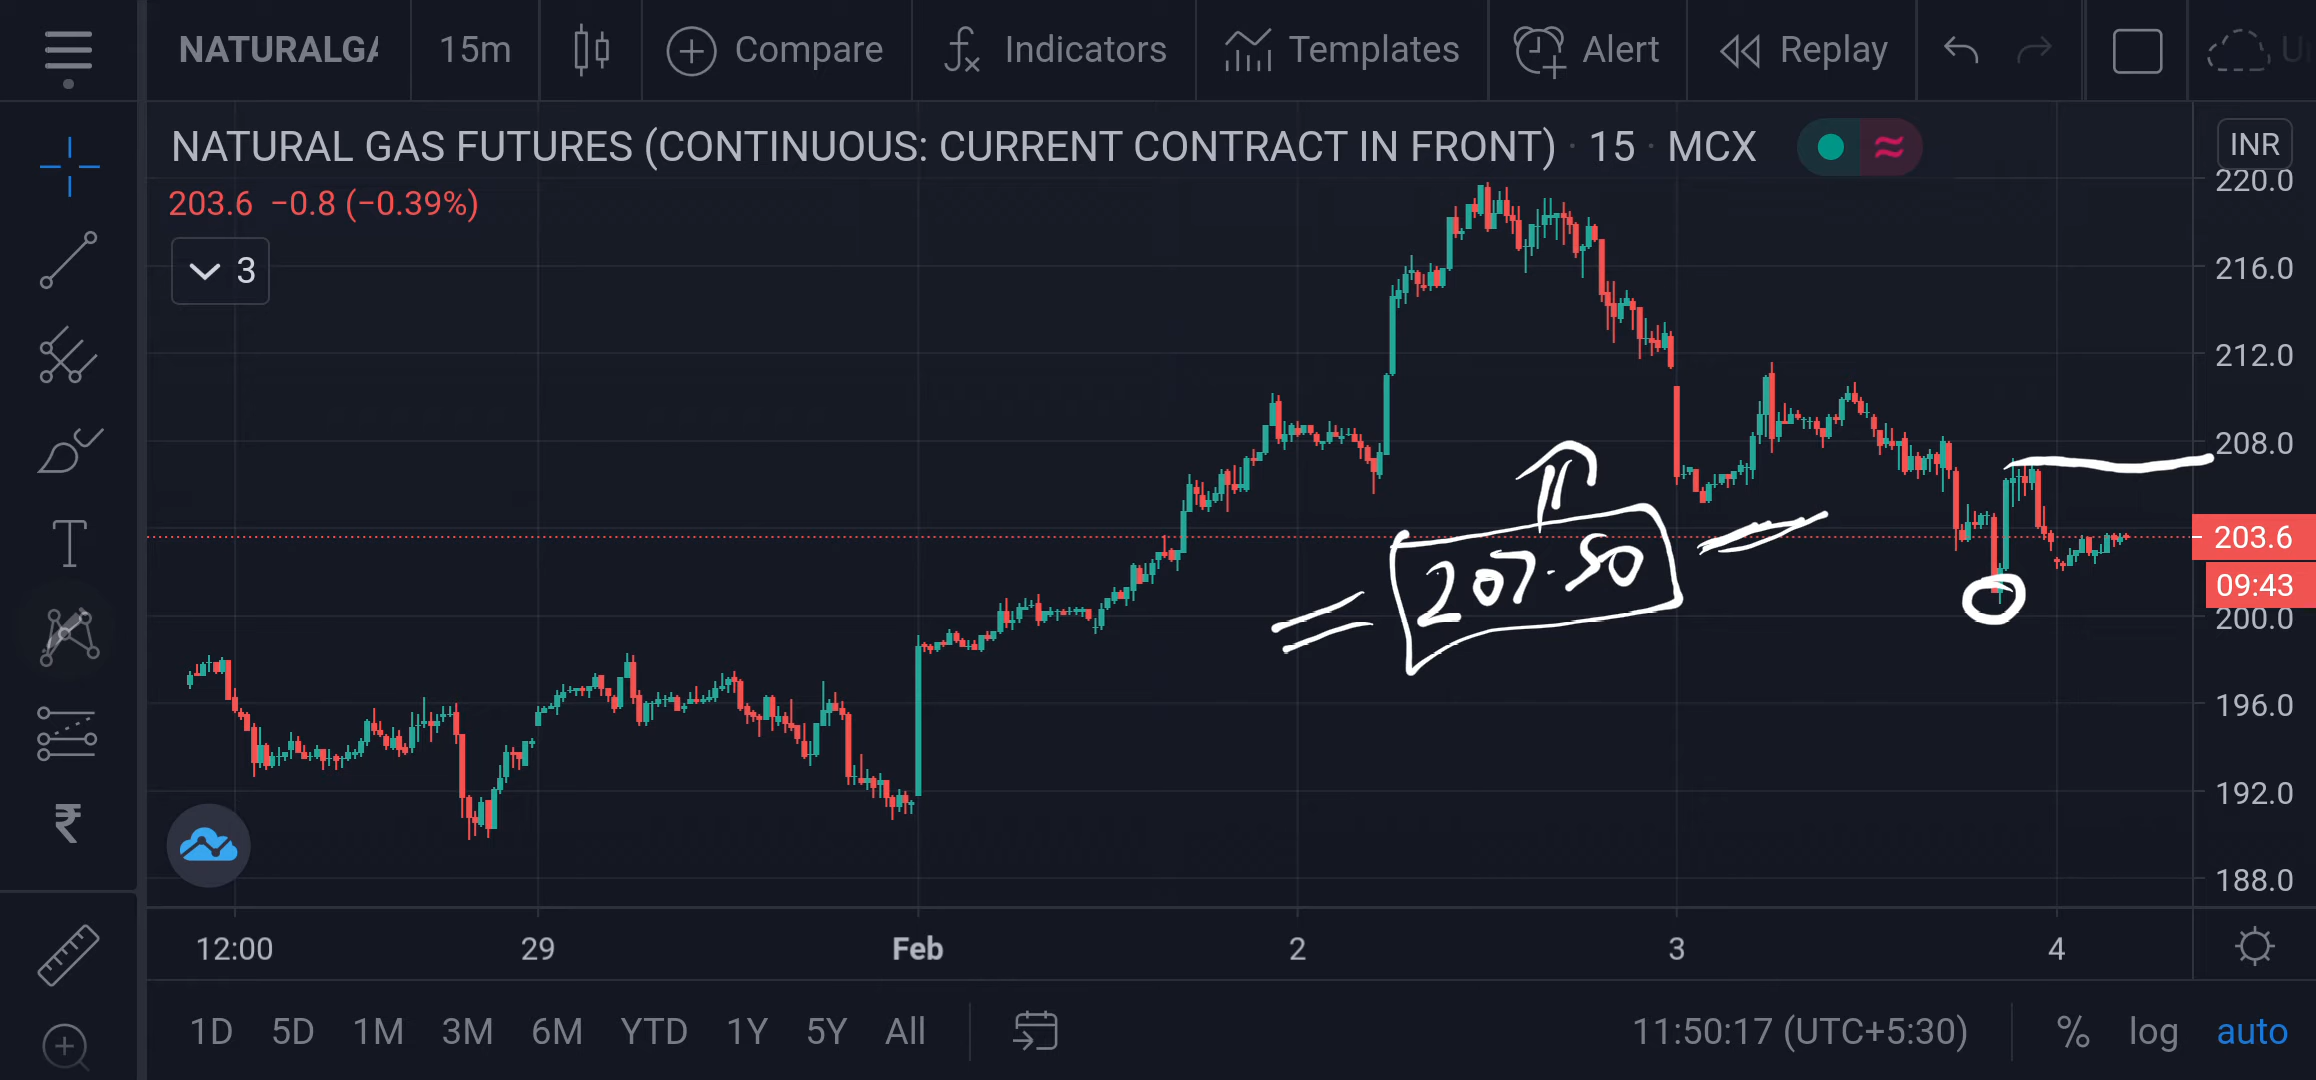 NATURALGA 15m Compare Indicators Templates Alert Replay
NATURAL GAS FUTURES (CONTINUOUS: CURRENT CONTRACT IN FRONT) · 15 · MCX INR
203.6 −0.8 (−0.39%)
3
220.0
216.0
212.0
208.0
203.6
09:43
200.0
196.0
192.0
188.0
207.50
T
₹
12:00 29 Feb 2 3 4
1D 5D 1M 3M 6M YTD 1Y 5Y All 11:50:17 (UTC+5:30) % log auto